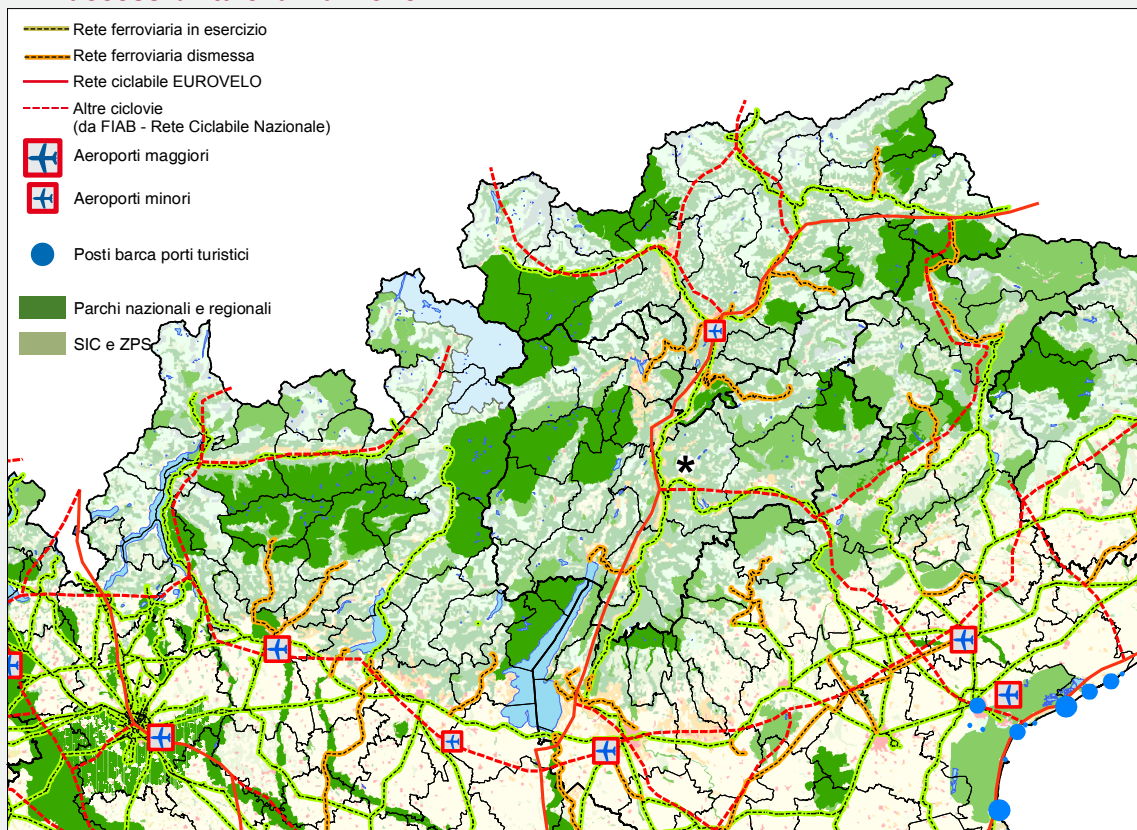 Rete ferroviaria in esercizio
Rete ferroviaria dismessa
Rete ciclabile EUROVELO
Altre ciclovie
(da FIAB - Rete Ciclabile Nazionale)
Aeroporti maggiori
Aeroporti minori
Posti barca porti turistici
Parchi nazionali e regionali
SIC e ZPS
*